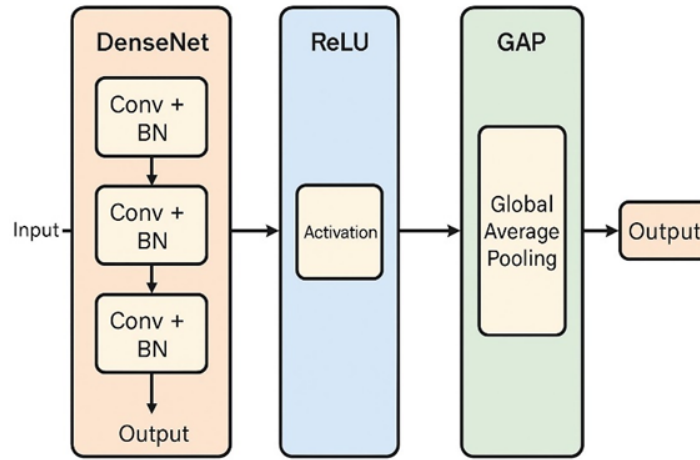 Input
DenseNet
Conv +
BN
Conv +
BN
Conv +
BN
Output
ReLU
Activation
GAP
Global
Average
Pooling
Output